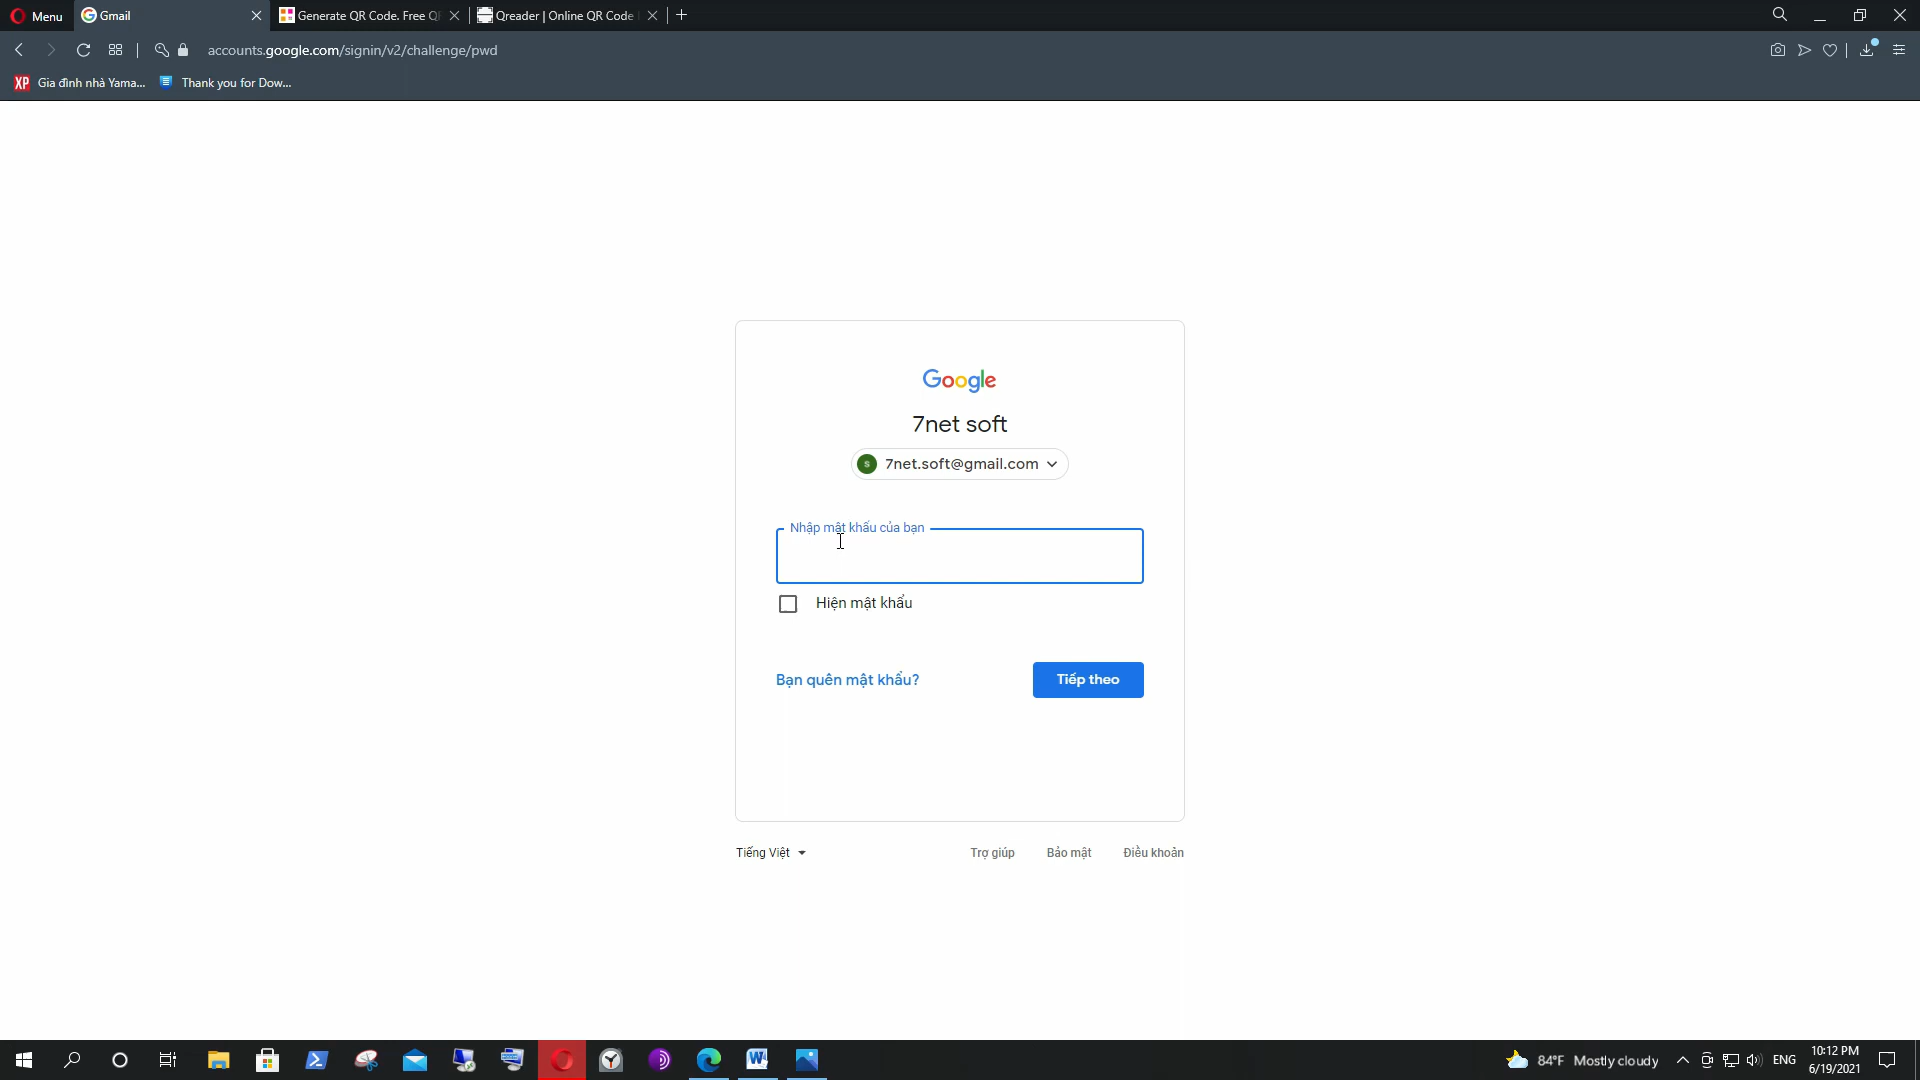 Menu
Gmail
Generate QR Code. Free Q
Qreader | Online QR Code
accounts.google.com/signin/v2/challenge/pwd
XP
Gia đình nhà Yama...
Thank you for Dow...
Google
7net soft
s
7net.soft@gmail.com
Nhập mật khẩu của bạn
Hiện mật khẩu
Bạn quên mật khẩu?
Tiếp theo
Tiếng Việt
Trợ giúp
Bảo mật
Điều khoản
84°F Mostly cloudy
ENG
10:12 PM
6/19/2021